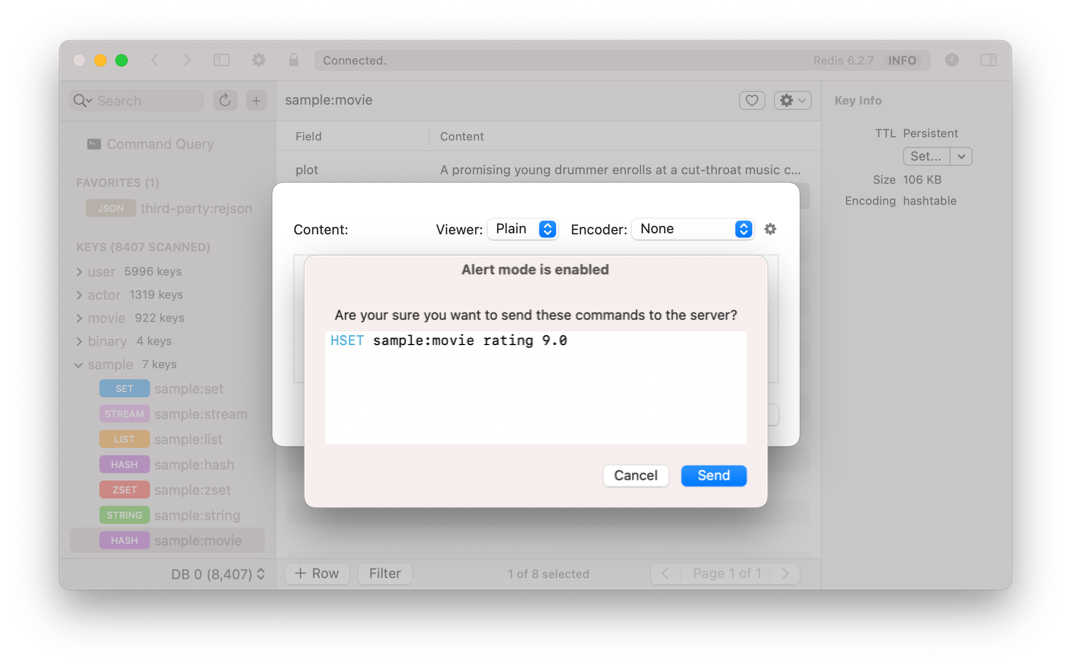 Connected.
Redis 6.2.7 INFO
Search
sample:movie
Key Info
Command Query
FAVORITES (1)
JSON third-party:rejson
KEYS (8407 SCANNED)
user 5996 keys
actor 1319 keys
movie 922 keys
binary 4 keys
sample 7 keys
SET sample:set
STREAM sample:stream
LIST sample:list
HASH sample:hash
ZSET sample:zset
STRING sample:string
HASH sample:movie
DB 0 (8,407)
Field Content
plot A promising young drummer enrolls at a cut-throat music c...
Content: Viewer: Plain Encoder: None
Alert mode is enabled
Are your sure you want to send these commands to the server?
HSET sample:movie rating 9.0
Cancel Send
+ Row Filter 1 of 8 selected Page 1 of 1
TTL Persistent
Set...
Size 106 KB
Encoding hashtable